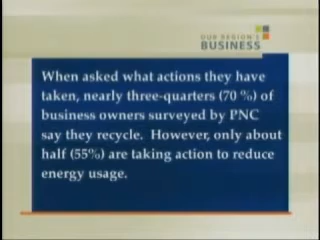 OUR REGION'S
BUSINESS
When asked what actions they have
taken, nearly three-quarters (70 %) of
business owners surveyed by PNC
say they recycle. However, only about
half (55%) are taking action to reduce
energy usage.